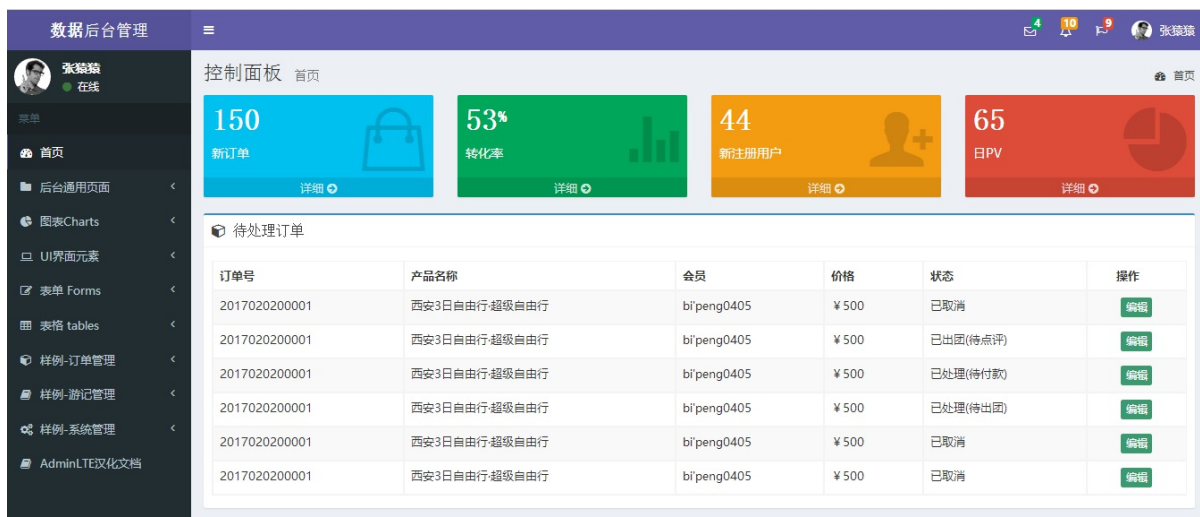 数据后台管理
4 10 9 张猿猿
张猿猿
在线
菜单
首页
后台通用页面
图表Charts
UI界面元素
表单 Forms
表格 tables
样例-订单管理
样例-游记管理
样例-系统管理
AdminLTE汉化文档
控制面板 首页
首页
150
新订单
详细
53%
转化率
详细
44
新注册用户
详细
65
日PV
详细
待处理订单
订单号 产品名称 会员 价格 状态 操作
2017020200001 西安3日自由行·超级自由行 bi'peng0405 ¥500 已取消 编辑
2017020200001 西安3日自由行·超级自由行 bi'peng0405 ¥500 已出团(待点评) 编辑
2017020200001 西安3日自由行·超级自由行 bi'peng0405 ¥500 已处理(待付款) 编辑
2017020200001 西安3日自由行·超级自由行 bi'peng0405 ¥500 已处理(待出团) 编辑
2017020200001 西安3日自由行·超级自由行 bi'peng0405 ¥500 已取消 编辑
2017020200001 西安3日自由行·超级自由行 bi'peng0405 ¥500 已取消 编辑